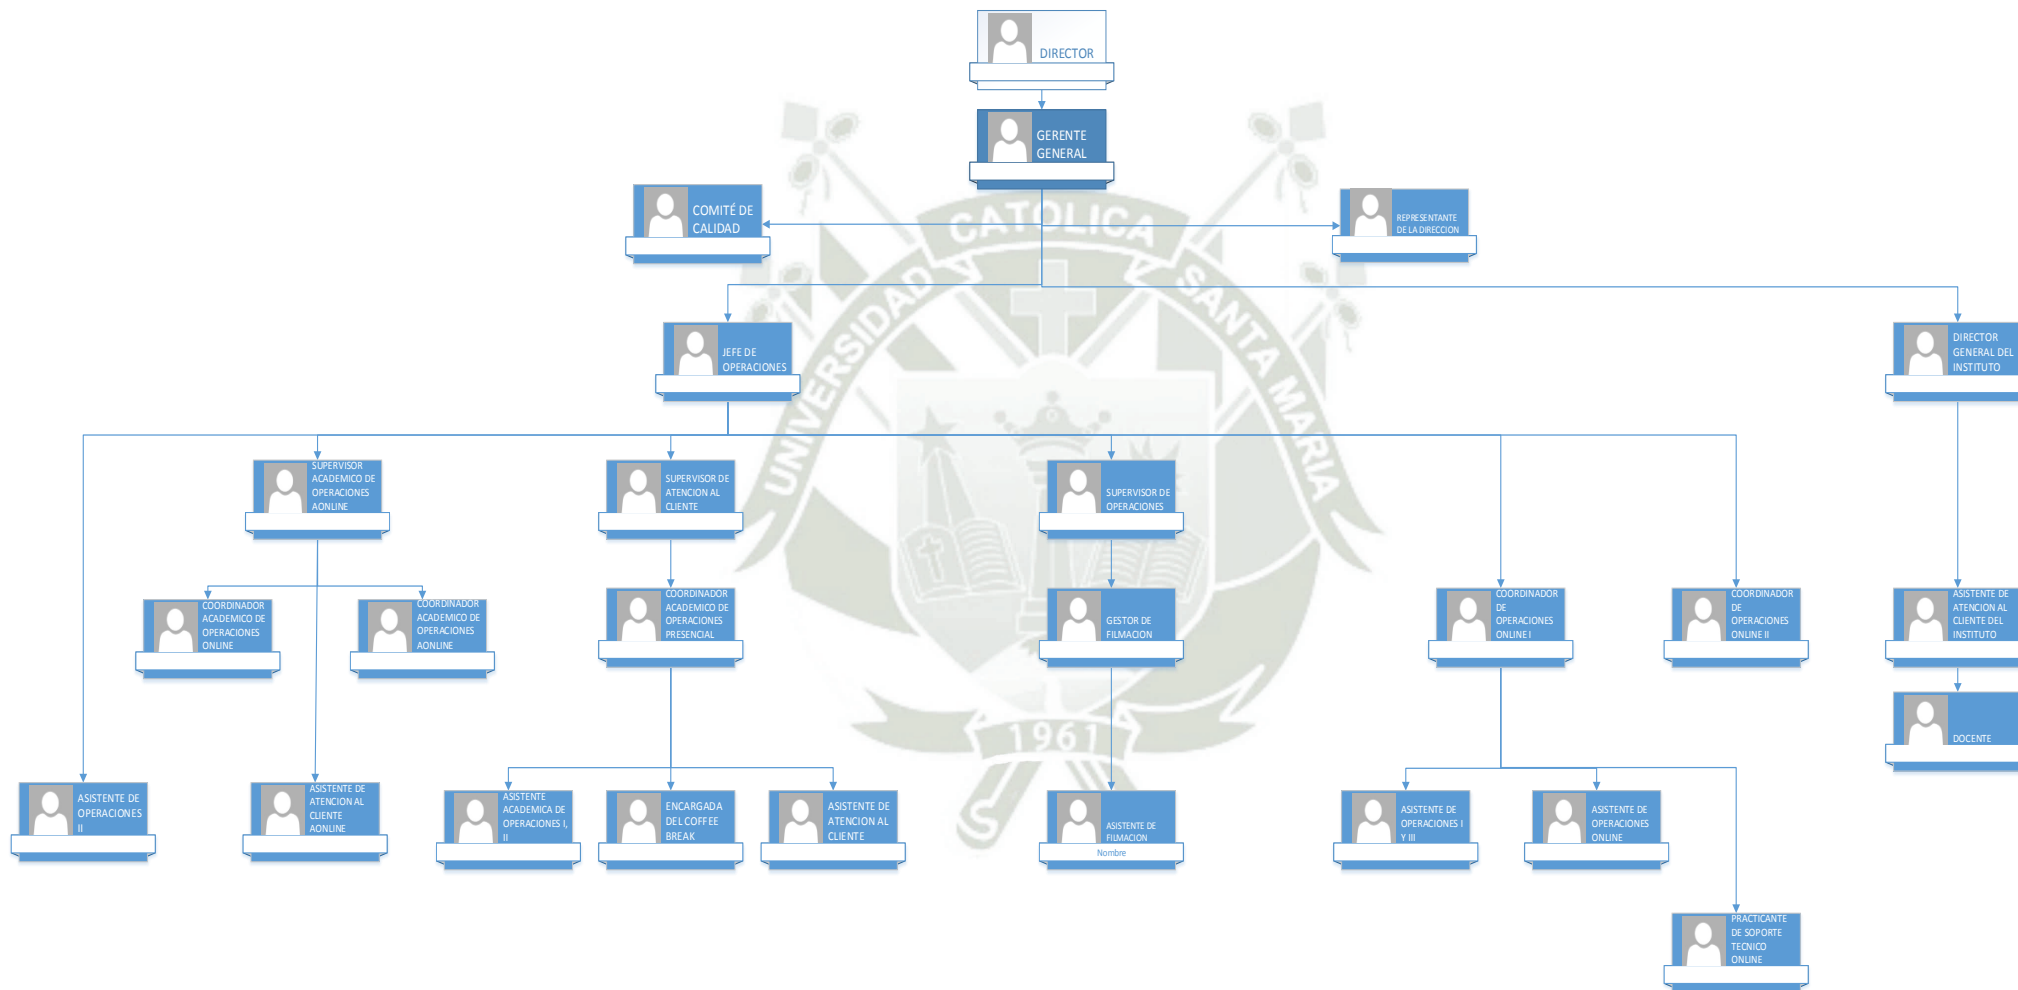 DIRECTOR
GERENTE
GENERAL
COMITÉ DE
CALIDAD
REPRESENTANTE
DE LA DIRECCION
UNIVERSIDAD CATOLICA SANTA MARIA
JEFE DE
OPERACIONES
DIRECTOR
GENERAL DEL
INSTITUTO
SUPERVISOR
ACADEMICO DE
OPERACIONES
AONLINE
SUPERVISOR DE
ATENCION AL
CLIENTE
SUPERVISOR DE
OPERACIONES
COORDINADOR
ACADEMICO DE
OPERACIONES
ONLINE
COORDINADOR
ACADEMICO DE
OPERACIONES
AONLINE
COORDINADOR
ACADEMICO DE
OPERACIONES
PRESENCIAL
GESTOR DE
FILMACION
COORDINADOR
DE
OPERACIONES
ONLINE I
COORDINADOR
DE
OPERACIONES
ONLINE II
ASISTENTE DE
ATENCION AL
CLIENTE DEL
INSTITUTO
DOCENTE
1961
S
ASISTENTE DE
OPERACIONES
II
ASISTENTE DE
ATENCION AL
CLIENTE
AONLINE
ASISTENTE
ACADEMICA DE
OPERACIONES I,
II
ENCARGADA
DEL COFFEE
BREAK
ASISTENTE DE
ATENCION AL
CLIENTE
ASISTENTE DE
FILMACION
Nombre
ASISTENTE DE
OPERACIONES I
Y III
ASISTENTE DE
OPERACIONES
ONLINE
PRACTICANTE
DE SOPORTE
TECNICO
ONLINE